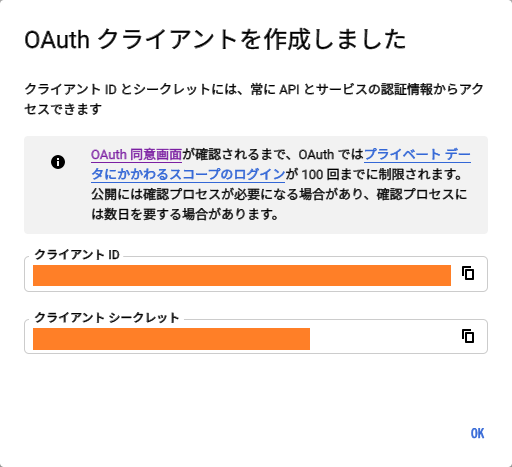 OAuth クライアントを作成しました
クライアント ID とシークレットには、常に API とサービスの認証情報からアク
セスできます
OAuth 同意画面が確認されるまで、OAuth ではプライベート デー
タにかかわるスコープのログインが 100 回までに制限されます。
公開には確認プロセスが必要になる場合があり、確認プロセスに
は数日を要する場合があります。
クライアント ID
クライアント シークレット
OK